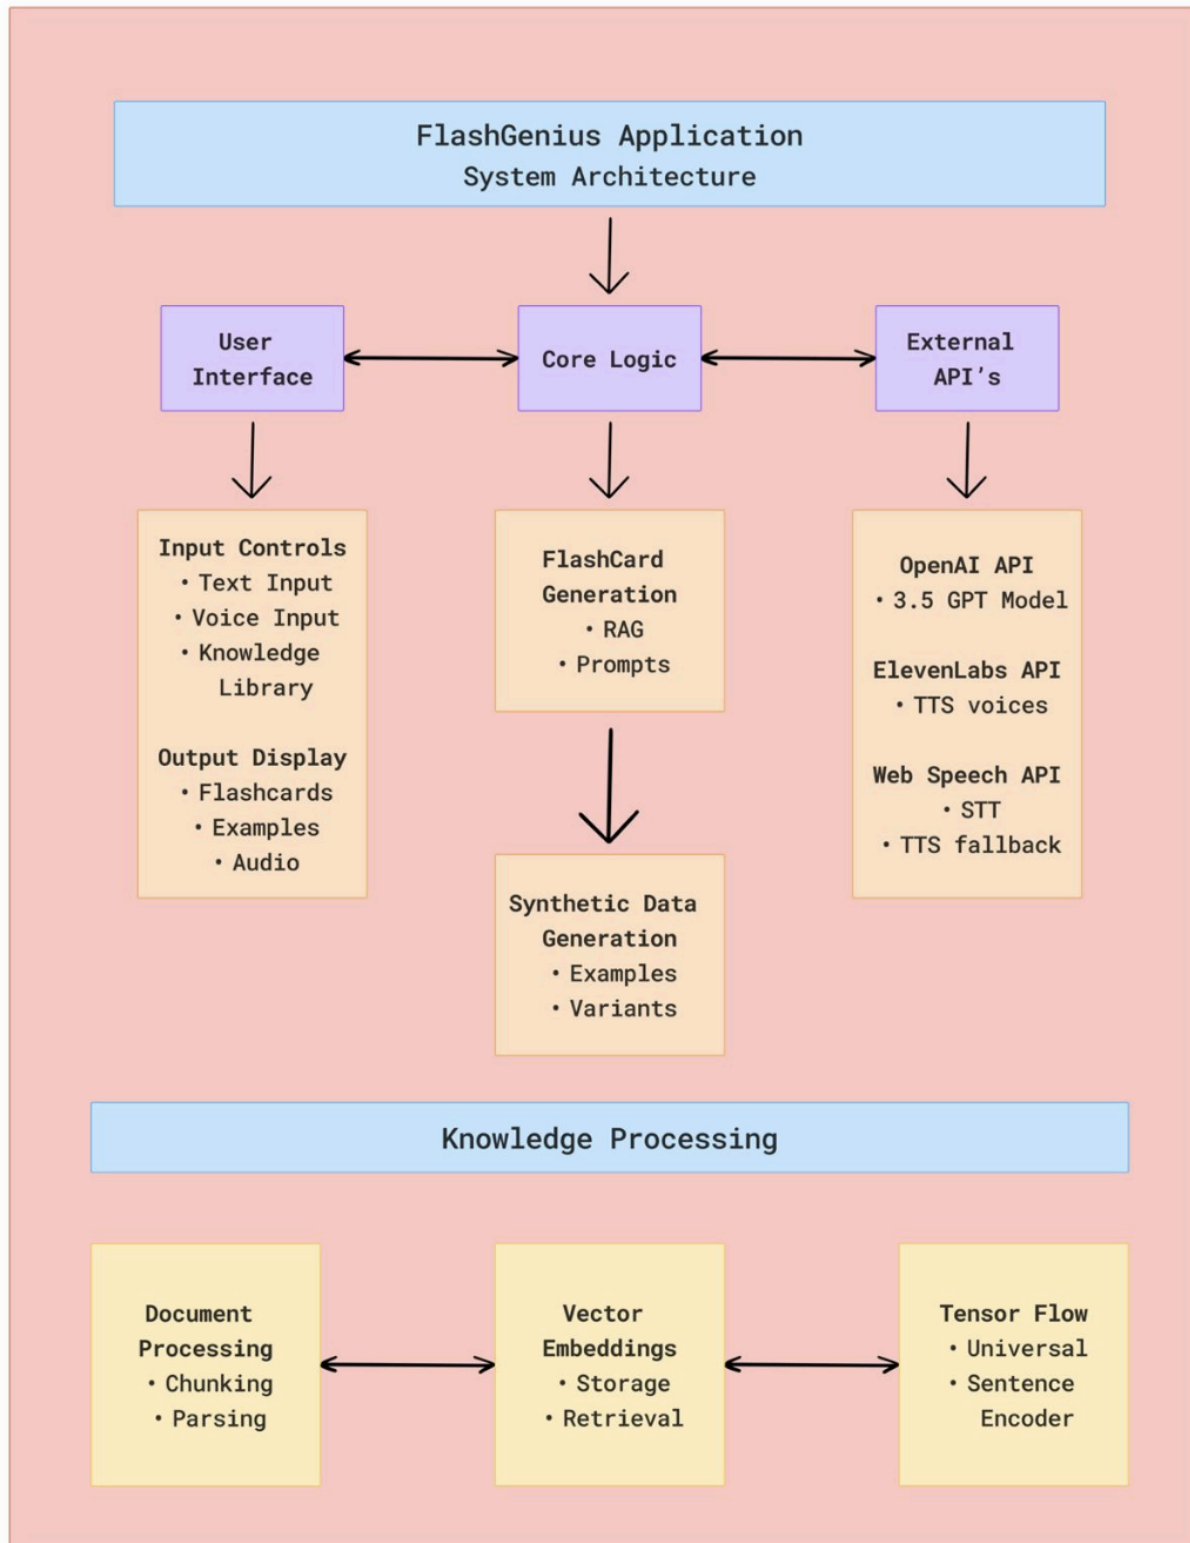 FlashGenius Application
System Architecture
User
Interface
Core Logic
External
API’s
Input Controls
• Text Input
• Voice Input
• Knowledge
Library
Output Display
• Flashcards
• Examples
• Audio
FlashCard
Generation
• RAG
• Prompts
OpenAI API
• 3.5 GPT Model
ElevenLabs API
• TTS voices
Web Speech API
• STT
• TTS fallback
Synthetic Data
Generation
• Examples
• Variants
Knowledge Processing
Document
Processing
• Chunking
• Parsing
Vector
Embeddings
• Storage
• Retrieval
Tensor Flow
• Universal
• Sentence
Encoder